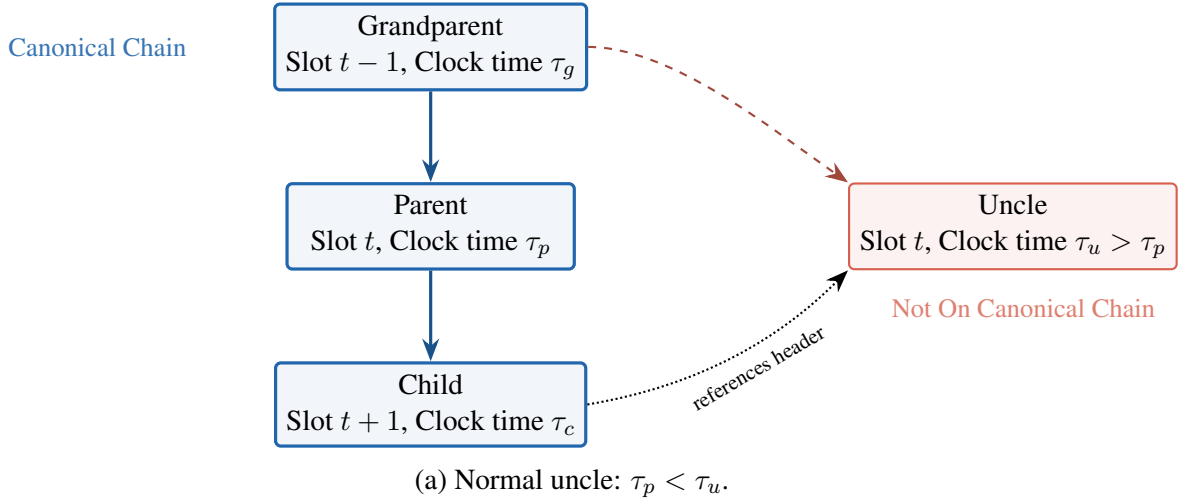 Canonical Chain
Grandparent
Slot t − 1, Clock time τ_g
Parent
Slot t, Clock time τ_p
Uncle
Slot t, Clock time τ_u > τ_p
Not On Canonical Chain
references header
Child
Slot t + 1, Clock time τ_c
(a) Normal uncle: τ_p < τ_u.